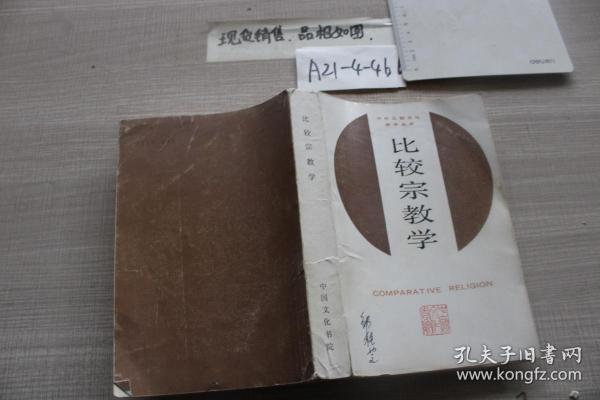 现货销售、品相如图.
A21-4-46
比较宗教学
中国文化书院
比较宗教学
COMPARATIVE RELIGION
孔夫子旧书网
www.kongfz.com